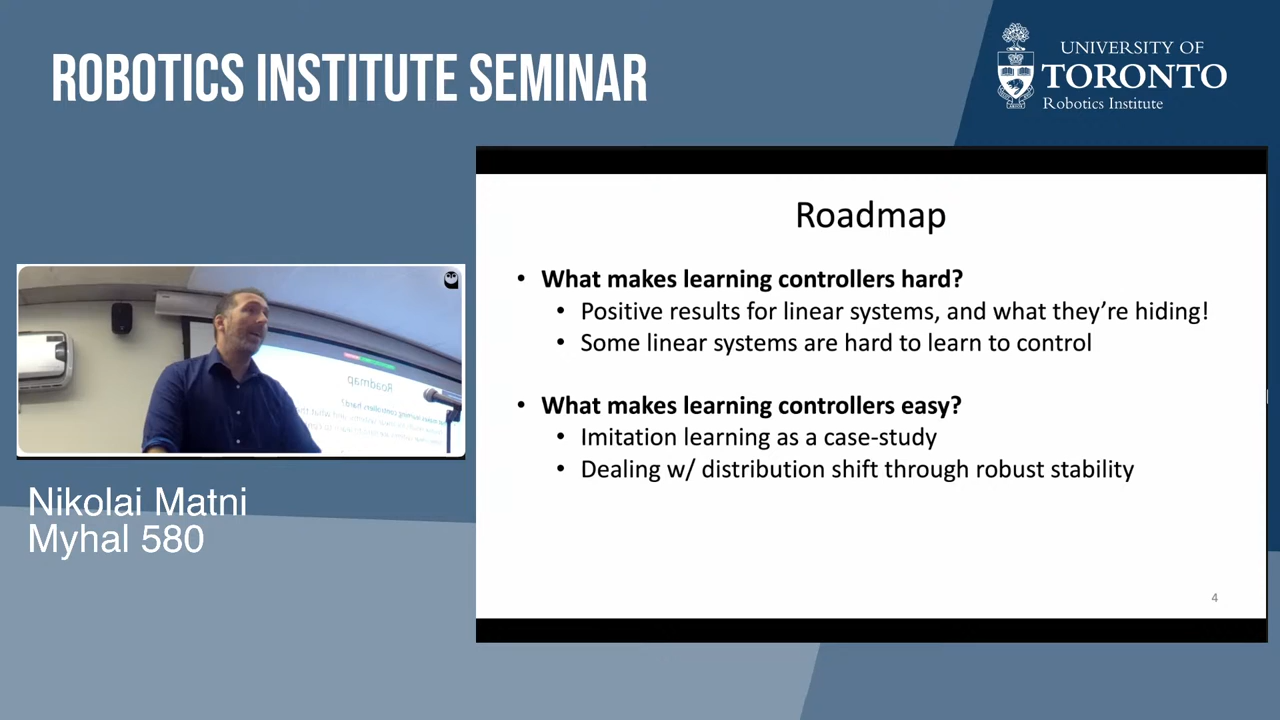 ROBOTICS INSTITUTE SEMINAR
UNIVERSITY OF
TORONTO
Robotics Institute
Roadmap
• What makes learning controllers hard?
• Positive results for linear systems, and what they're hiding!
• Some linear systems are hard to learn to control
• What makes learning controllers easy?
• Imitation learning as a case-study
• Dealing w/ distribution shift through robust stability
4
Roadmap
Nikolai Matni
Myhal 580